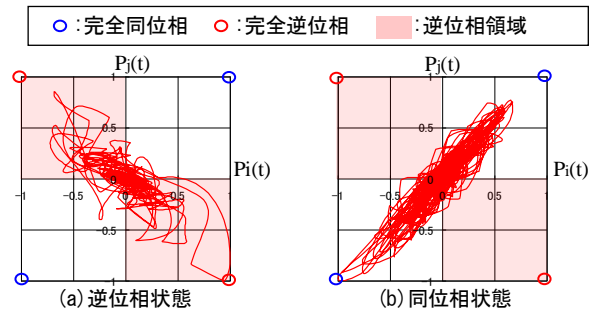 ○:完全同位相 ○:完全逆位相 :逆位相領域
Pj(t) Pj(t)
1 1
0.5 0.5
Pi(t) Pi(t)
-1 -0.5 0 0.5 1 -1 -0.5 0 0.5 1
-0.5 -0.5
-1 -1
(a)逆位相状態 (b)同位相状態